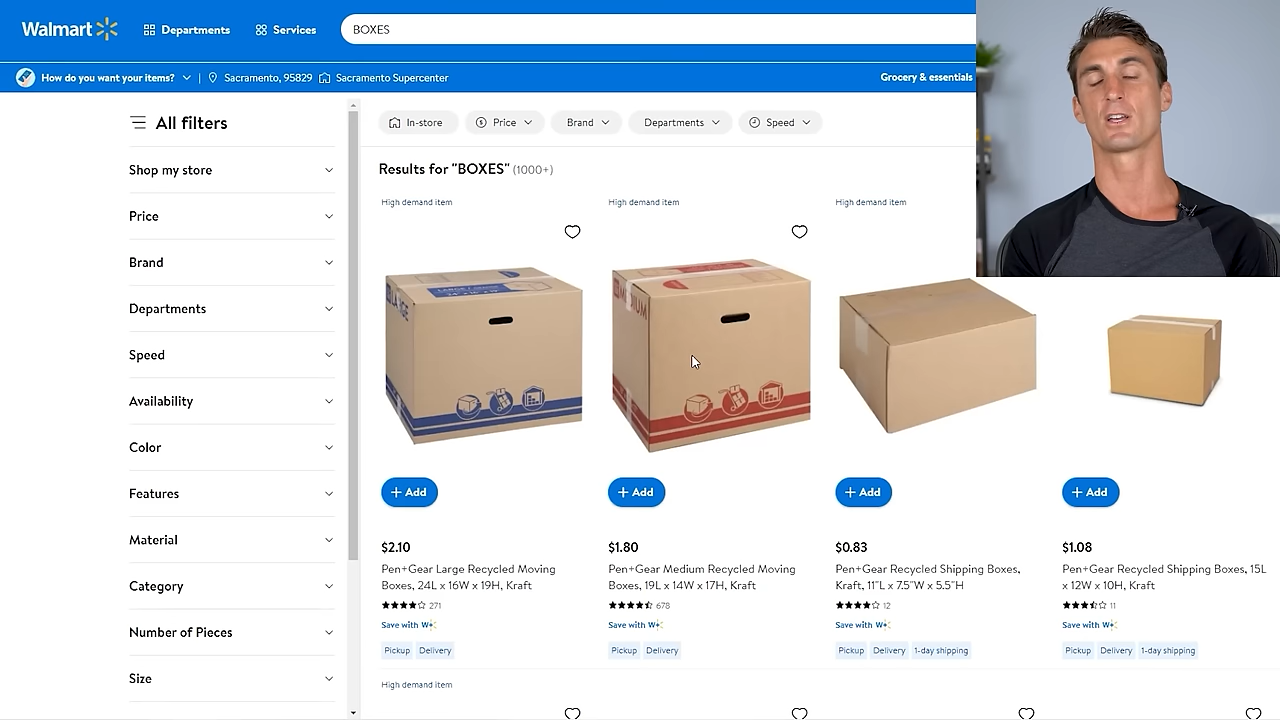 Walmart
Departments
Services
BOXES
How do you want your items?
Sacramento, 95829
Sacramento Supercenter
Grocery & essentials
All filters
In-store
Price
Brand
Departments
Speed
Shop my store
Price
Brand
Departments
Speed
Availability
Color
Features
Material
Category
Number of Pieces
Size
Results for "BOXES" (1000+)
High demand item
High demand item
High demand item
+ Add
+ Add
+ Add
+ Add
$2.10
Pen+Gear Large Recycled Moving
Boxes, 24L x 16W x 19H, Kraft
271
Save with W
Pickup
Delivery
$1.80
Pen+Gear Medium Recycled Moving
Boxes, 19L x 14W x 17H, Kraft
678
Save with W
Pickup
Delivery
$0.83
Pen+Gear Recycled Shipping Boxes,
Kraft, 11"L x 7.5"W x 5.5"H
12
Save with W
Pickup
Delivery
1-day shipping
$1.08
Pen+Gear Recycled Shipping Boxes, 15L
x 12W x 10H, Kraft
11
Save with W
Pickup
Delivery
1-day shipping
High demand item